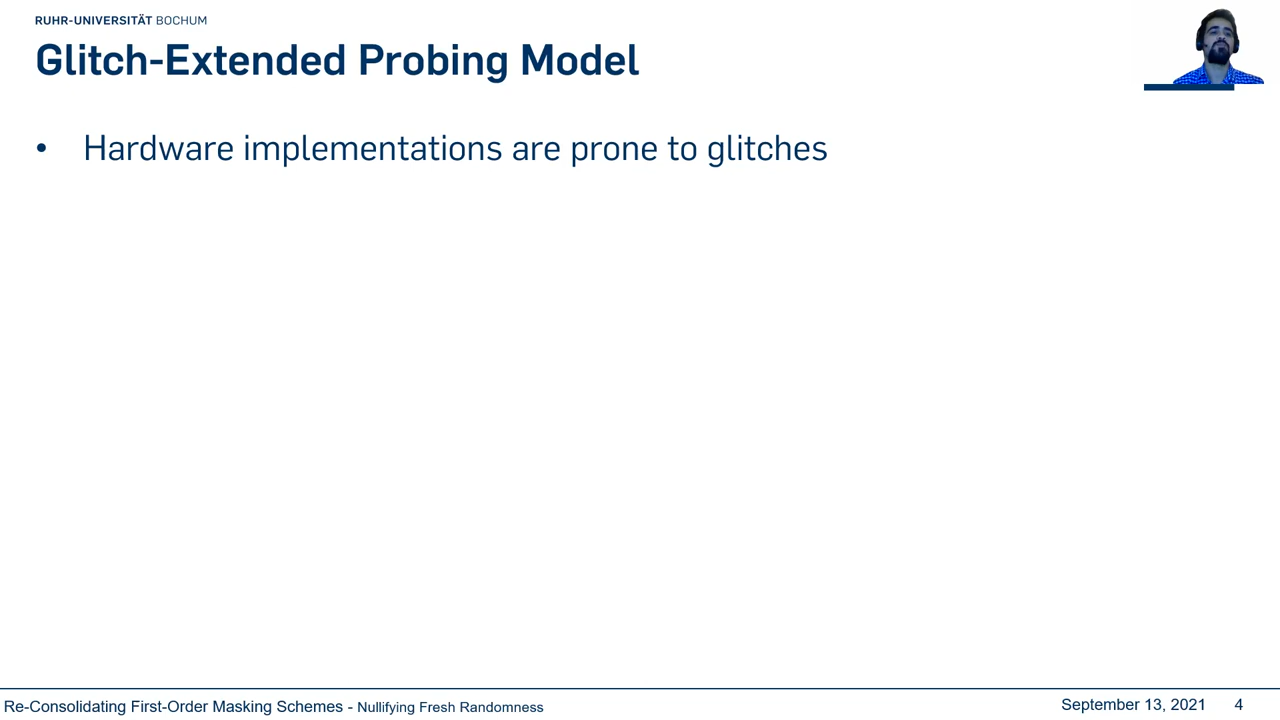 RUHR-UNIVERSITÄT BOCHUM
Glitch-Extended Probing Model
• Hardware implementations are prone to glitches
Re-Consolidating First-Order Masking Schemes - Nullifying Fresh Randomness
September 13, 2021 4